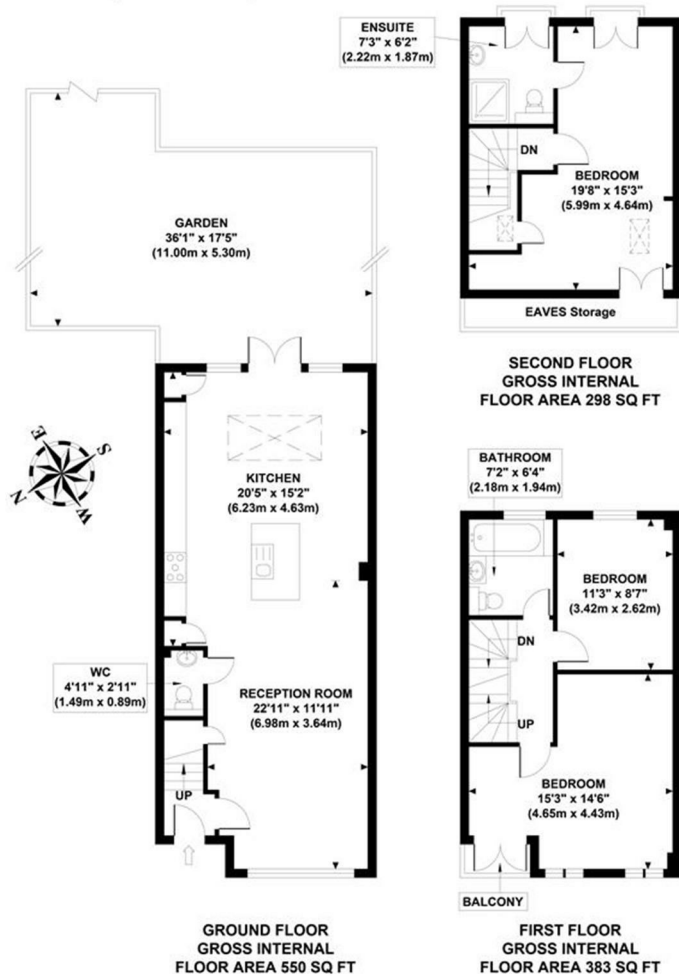 ENSUITE
7'3" x 6'2"
(2.22m x 1.87m)
DN
BEDROOM
19'8" x 15'3"
(5.99m x 4.64m)
EAVES Storage
SECOND FLOOR
GROSS INTERNAL
FLOOR AREA 298 SQ FT
GARDEN
36'1" x 17'5"
(11.00m x 5.30m)
N
E
S
W
KITCHEN
20'5" x 15'2"
(6.23m x 4.63m)
WC
4'11" x 2'11"
(1.49m x 0.89m)
RECEPTION ROOM
22'11" x 11'11"
(6.98m x 3.64m)
UP
GROUND FLOOR
GROSS INTERNAL
FLOOR AREA 550 SQ FT
BATHROOM
7'2" x 6'4"
(2.18m x 1.94m)
BEDROOM
11'3" x 8'7"
(3.42m x 2.62m)
DN
UP
BEDROOM
15'3" x 14'6"
(4.65m x 4.43m)
BALCONY
FIRST FLOOR
GROSS INTERNAL
FLOOR AREA 383 SQ FT